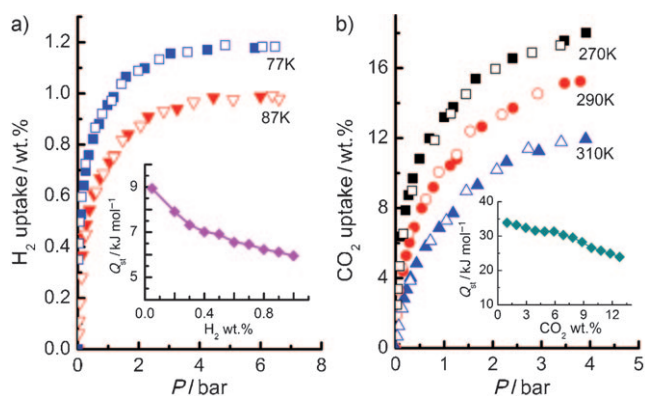 a)
H₂ uptake / wt.%
1.2
1.0
0.8
0.6
0.4
0.2
0.0
0
2
4
6
8
P / bar
77K
87K
Qst / kJ mol⁻¹
9
7
5
0.0
0.4
0.8
H₂ wt.%
b)
CO₂ uptake / wt.%
16
12
8
4
0
0
1
2
3
4
5
P / bar
270K
290K
310K
Qst / kJ mol⁻¹
40
30
20
10
0
3
6
9
12
CO₂ wt.%